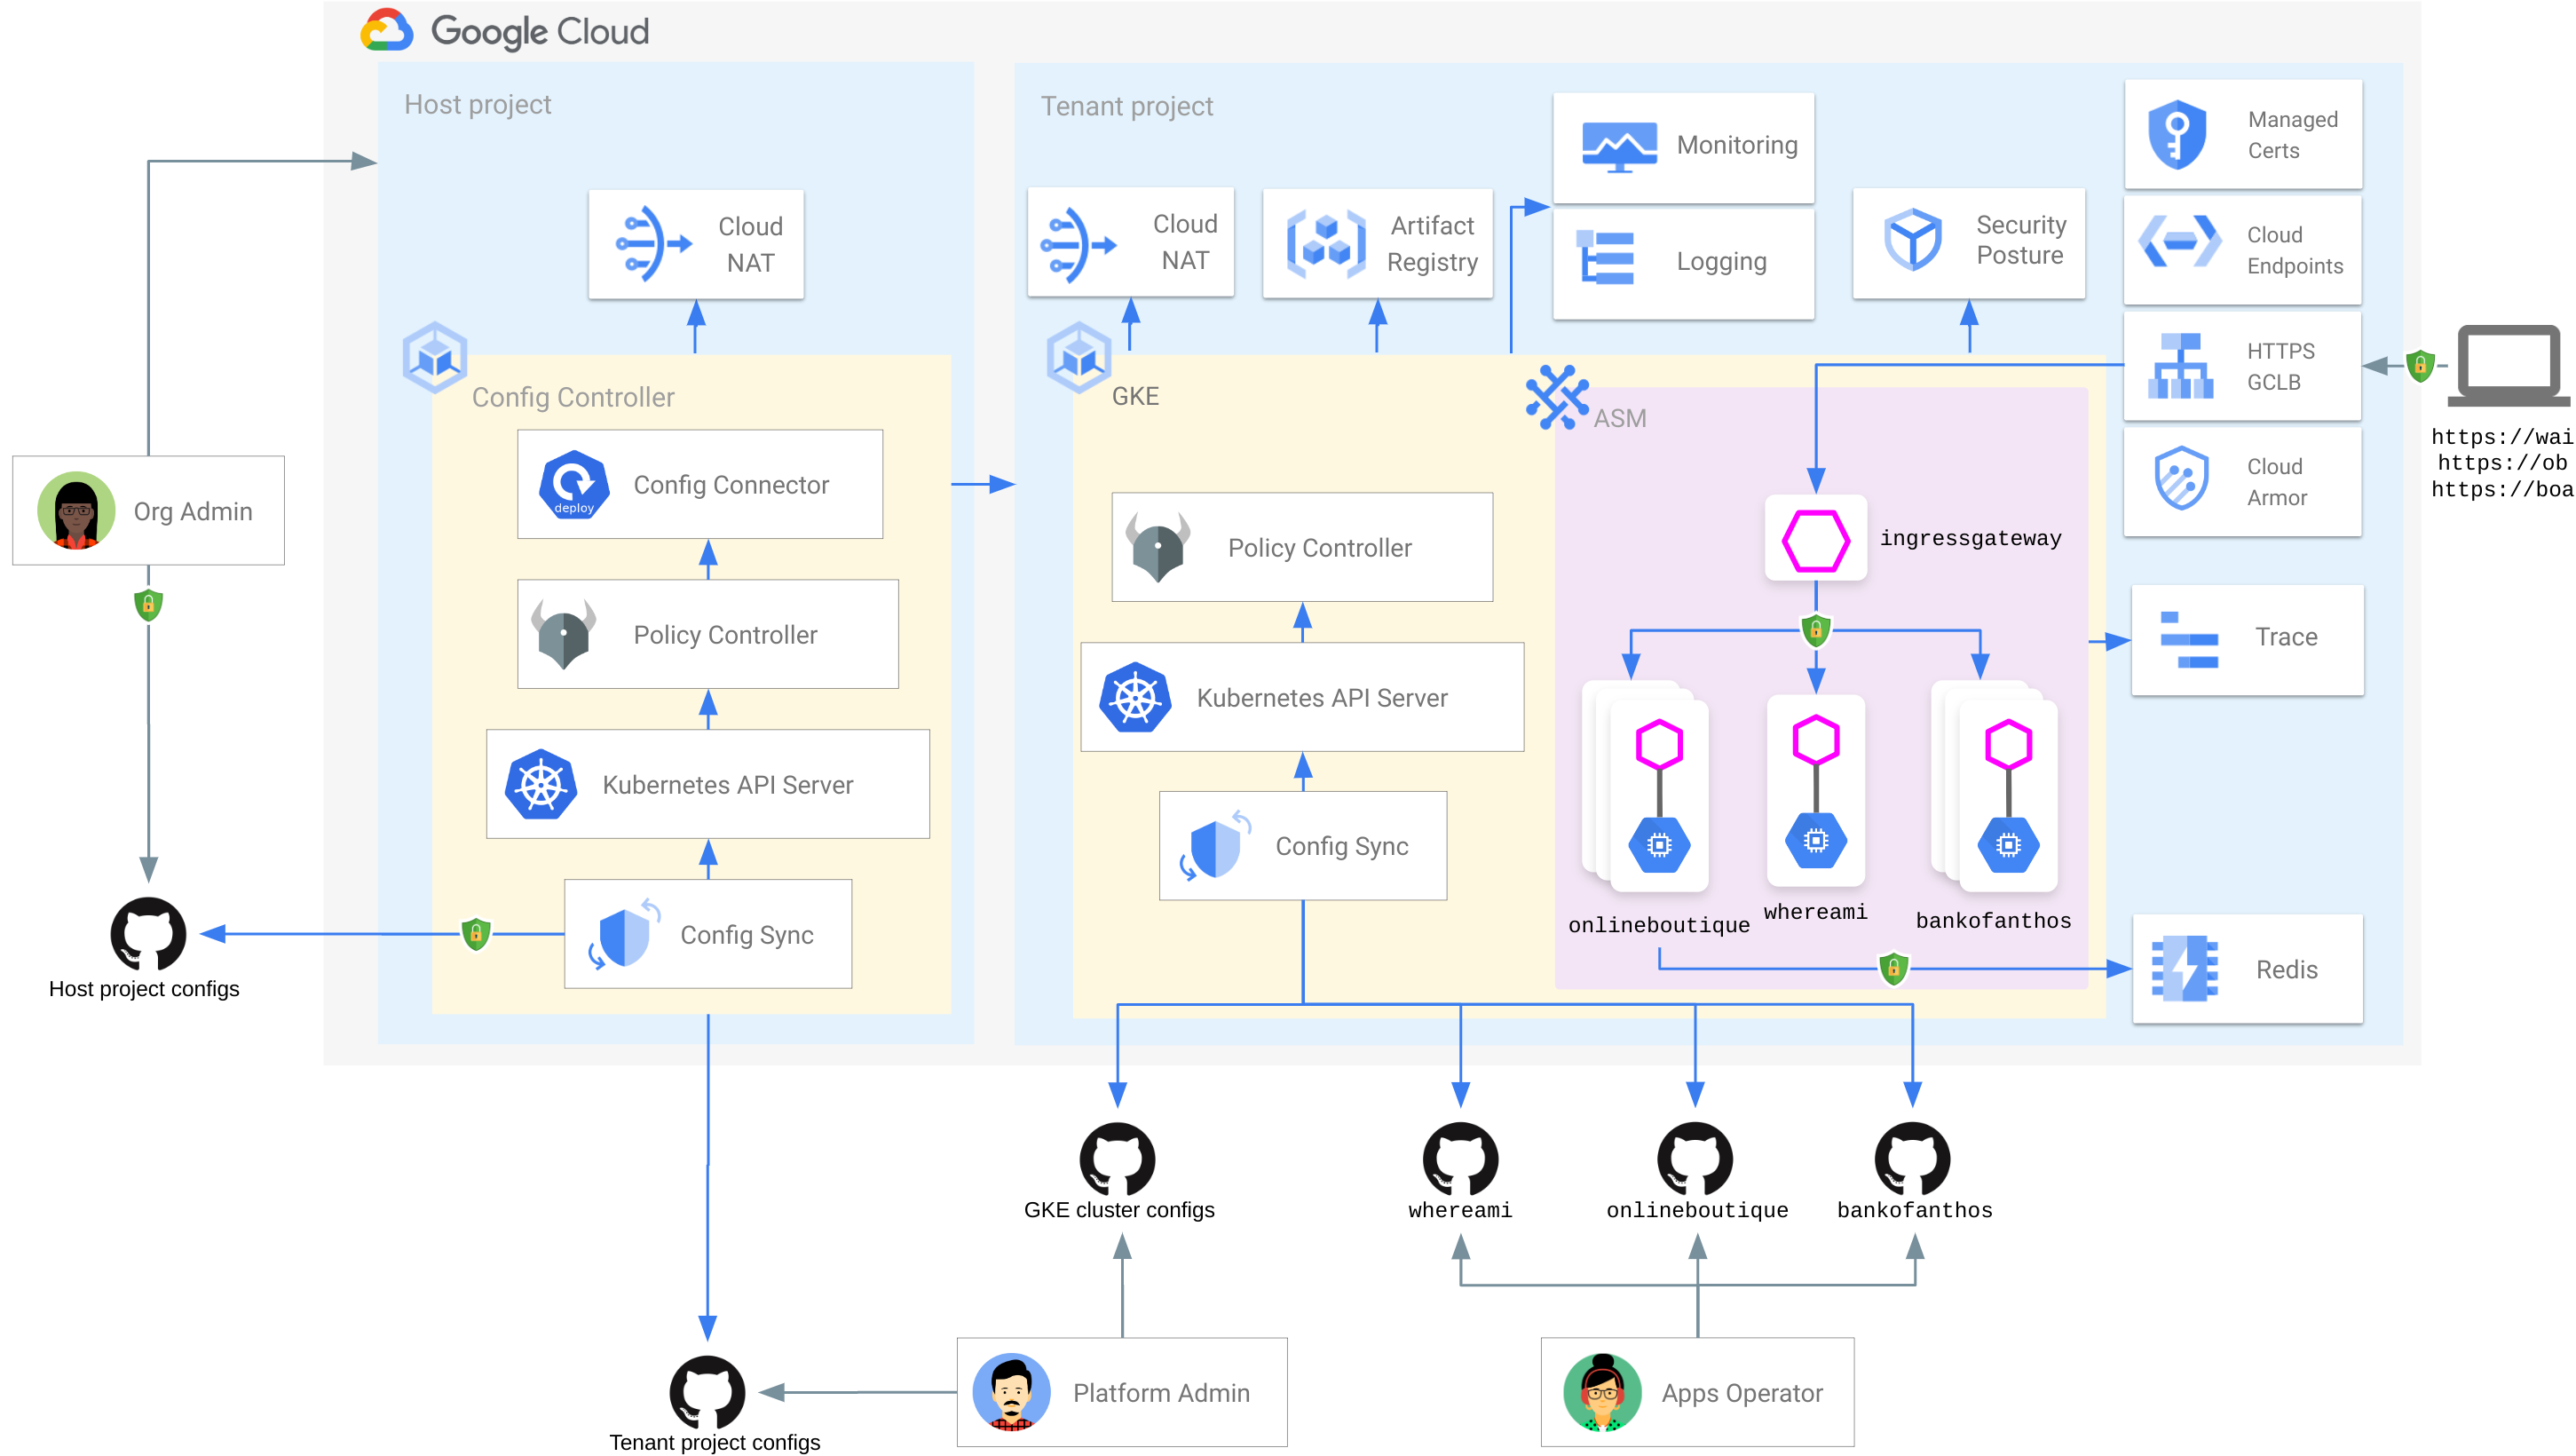 Google Cloud
Host project
Cloud
NAT
Config Controller
Config Connector
deploy
Policy Controller
Kubernetes API Server
Config Sync
Org Admin
Host project configs
Tenant project
Cloud
NAT
Artifact
Registry
Monitoring
Logging
Security
Posture
Managed
Certs
Cloud
Endpoints
HTTPS
GCLB
Cloud
Armor
https://wai
https://ob
https://boa
GKE
ASM
Policy Controller
Kubernetes API Server
Config Sync
ingressgateway
onlineboutique
whereami
bankofanthos
Trace
Redis
GKE cluster configs
whereami
onlineboutique
bankofanthos
Platform Admin
Apps Operator
Tenant project configs